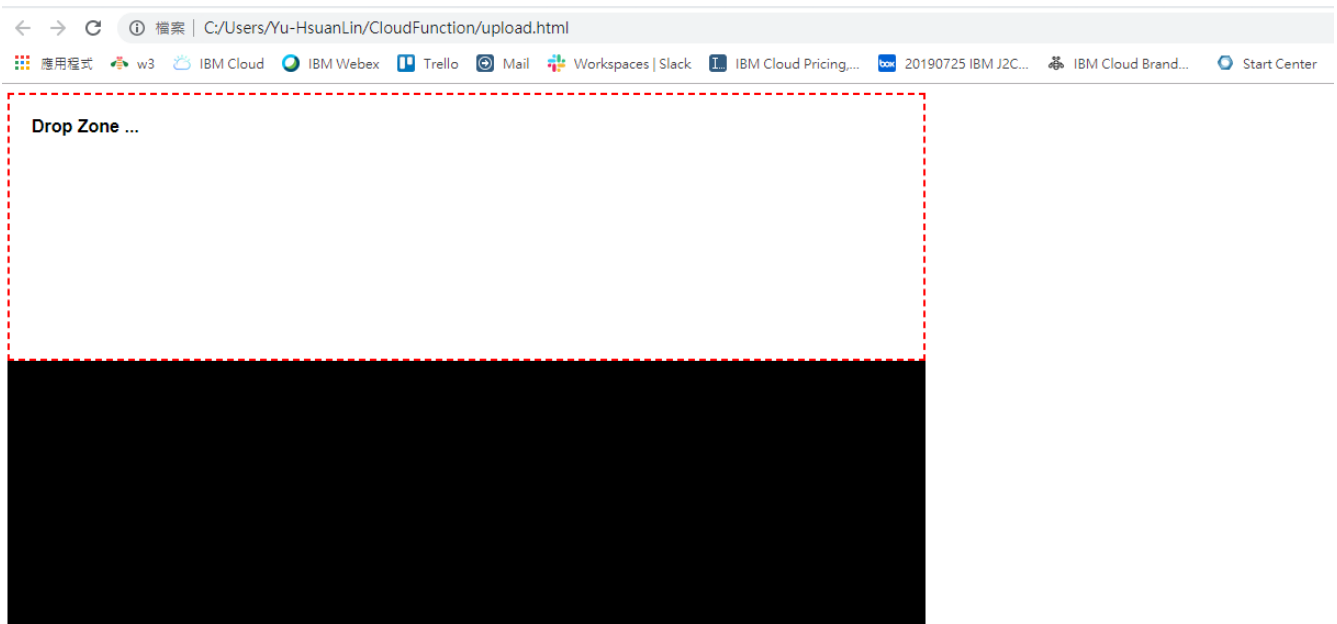 檔案 | C:/Users/Yu-HsuanLin/CloudFunction/upload.html
應用程式 w3 IBM Cloud IBM Webex Trello Mail Workspaces | Slack I... IBM Cloud Pricing,... box 20190725 IBM J2C... IBM Cloud Brand... Start Center
Drop Zone ...